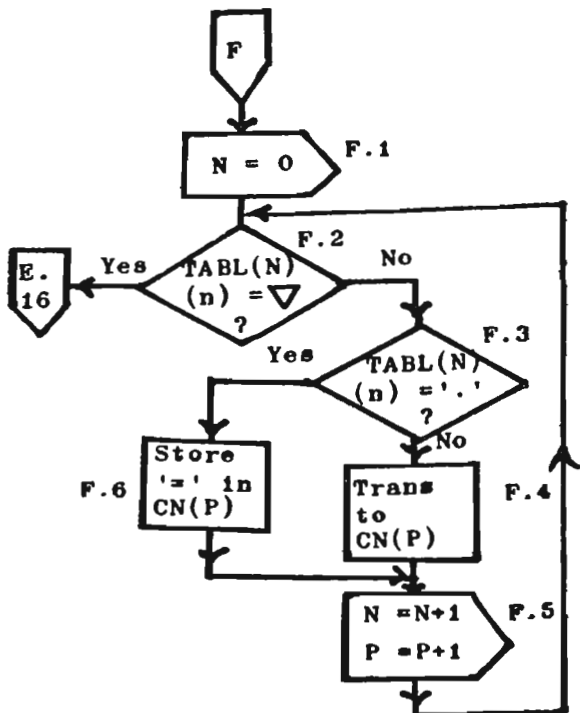 F
N = 0
F.1
F.2
TABL(N)
(n) = ▽
?
Yes
No
E.
16
F.3
TABL(N)
(n) ='.'
?
Yes
No
Store
'=' in
CN(P)
F.6
Trans
to
CN(P)
F.4
N =N+1
P =P+1
F.5